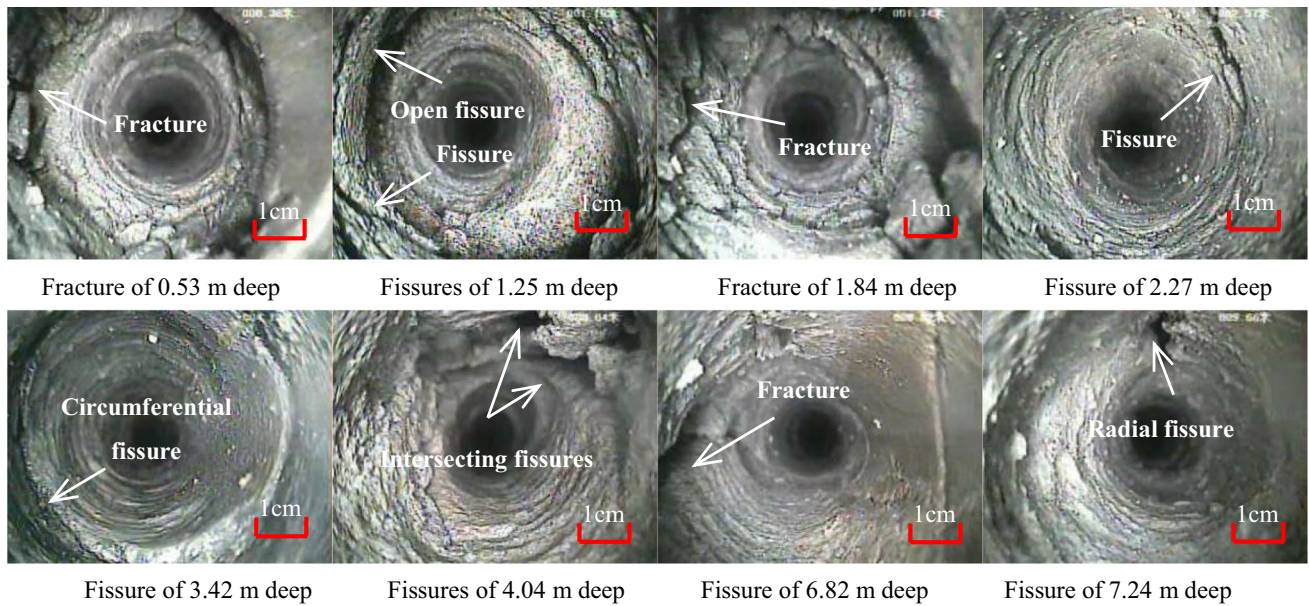 Fracture
1cm
Open fissure
Fissure
1cm
Fracture
1cm
Fissure
1cm
Fracture of 0.53 m deep
Fissures of 1.25 m deep
Fracture of 1.84 m deep
Fissure of 2.27 m deep
Circumferential
fissure
1cm
Intersecting fissures
1cm
Fracture
1cm
Radial fissure
1cm
Fissure of 3.42 m deep
Fissures of 4.04 m deep
Fracture of 6.82 m deep
Fissure of 7.24 m deep